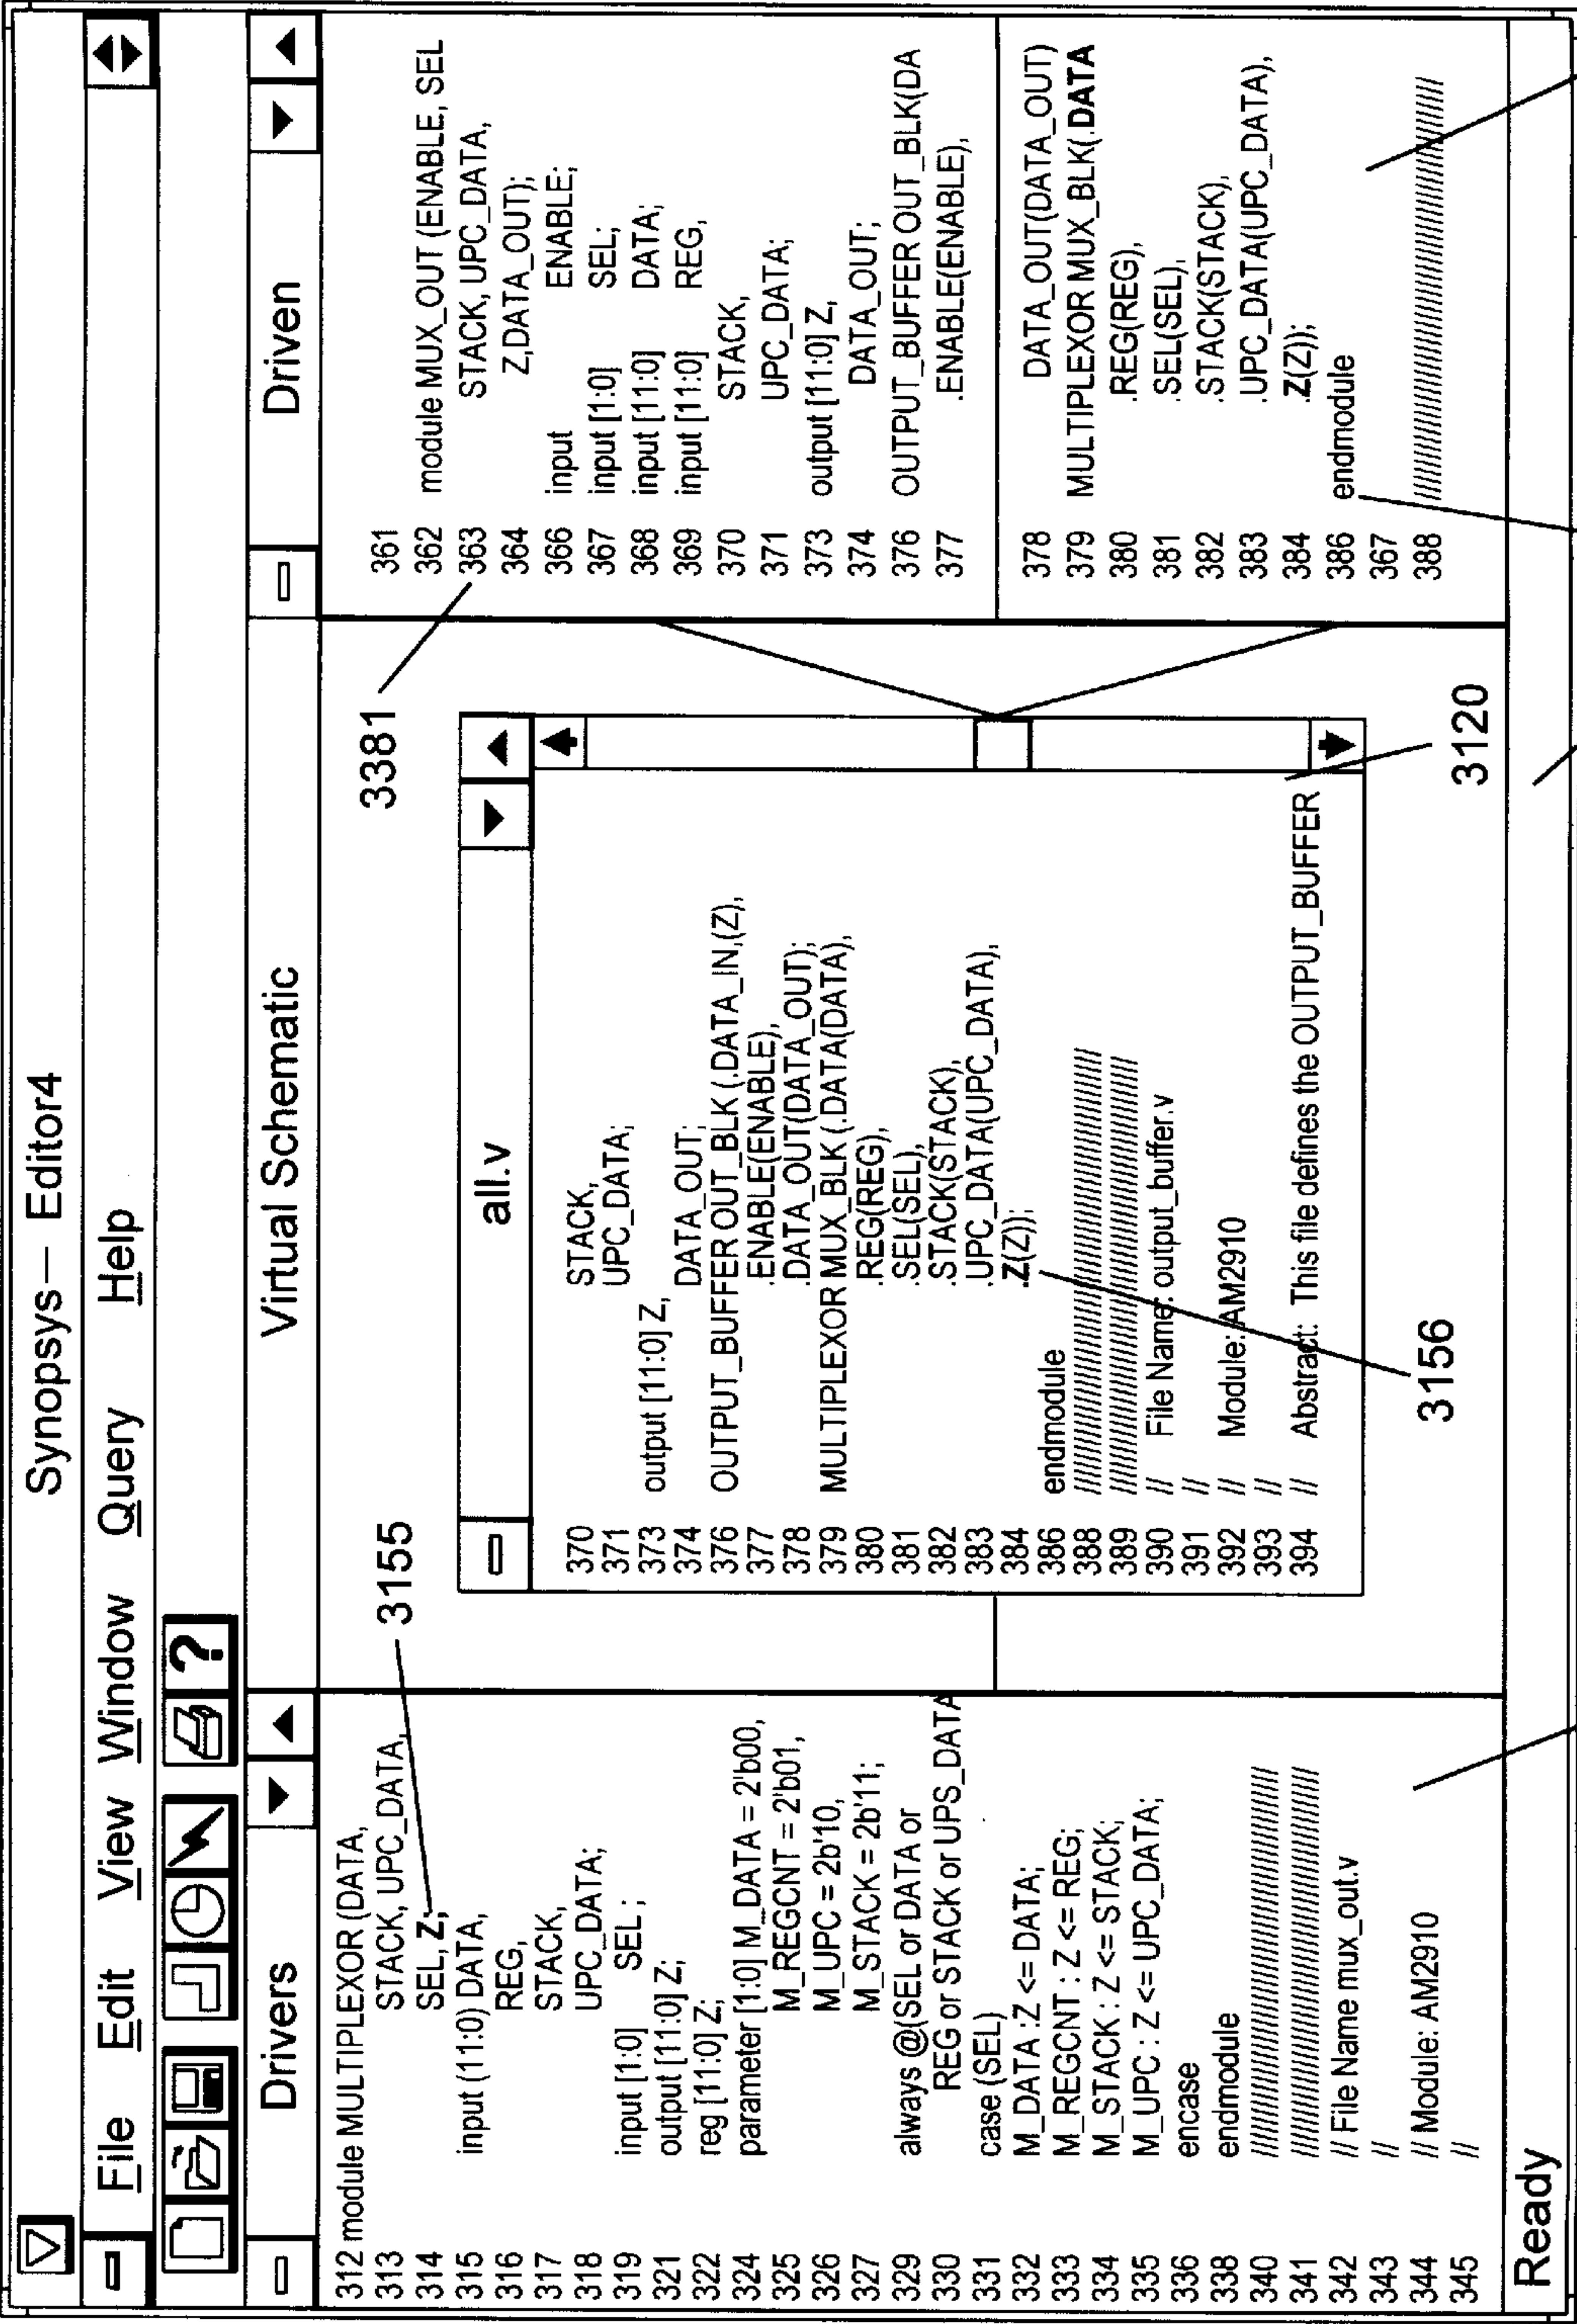 Synopsys— Editor4
File Edit View Window Query Help
?
Drivers
Virtual Schematic
Driven
312 module MULTIPLEXOR (DATA,
313 STACK, UPC_DATA,
314 SEL, Z;
315 input (11:0) DATA,
316 REG,
317 STACK,
318 UPC_DATA;
319 input [1:0] SEL;
321 output [11:0] Z;
322 reg [11:0] Z;
324 parameter [1:0] M_DATA = 2'b00,
325 M_REGCNT = 2'b01,
326 M_UPC = 2b'10,
327 M_STACK = 2b'11;
329 always @(SEL or DATA or
330 REG or STACK or UPS_DATA
331 case (SEL)
332 M_DATA :Z <= DATA;
333 M_REGCNT : Z <= REG;
334 M_STACK : Z <= STACK;
335 M_UPC : Z <= UPC_DATA;
336 encase
338 endmodule
340 ////////////////////////////////
341 ////////////////////////////////
342 // File Name mux_out.v
343 //
344 // Module: AM2910
345 //
3155
all.v
370 STACK,
371 UPC_DATA;
373 output [11:0] Z,
374 DATA_OUT;
376 OUTPUT_BUFFER OUT_BLK (.DATA_IN,(Z),
377 .ENABLE(ENABLE),
378 .DATA_OUT(DATA_OUT);
379 MULTIPLEXOR MUX_BLK (.DATA(DATA),
380 .REG(REG),
381 .SEL(SEL),
382 .STACK(STACK),
383 .UPC_DATA(UPC_DATA),
384 .Z(Z));
386 endmodule
388 ////////////////////////////////
389 ////////////////////////////////
390 // File Name: output_buffer.v
391 //
392 // Module: AM2910
393 //
394 // Abstract: This file defines the OUTPUT_BUFFER
3156
3120
3381
361
362 module MUX_OUT (ENABLE, SEL
363 STACK, UPC_DATA,
364 Z,DATA_OUT);
366 input ENABLE;
367 input [1:0] SEL;
368 input [11:0] DATA;
369 input [11:0] REG,
370 STACK,
371 UPC_DATA;
373 output [11:0] Z,
374 DATA_OUT;
376 OUTPUT_BUFFER OUT_BLK(DA
377 .ENABLE(ENABLE),
378 DATA_OUT(DATA_OUT)
379 MULTIPLEXOR MUX_BLK(.DATA
380 .REG(REG),
381 .SEL(SEL),
382 .STACK(STACK),
383 .UPC_DATA(UPC_DATA),
384 .Z(Z));
386 endmodule
367
388 ////////////////////////////////
Ready